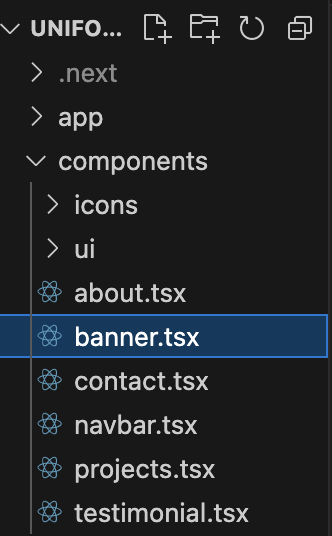 UNIFO...
.next
app
components
icons
ui
about.tsx
banner.tsx
contact.tsx
navbar.tsx
projects.tsx
testimonial.tsx